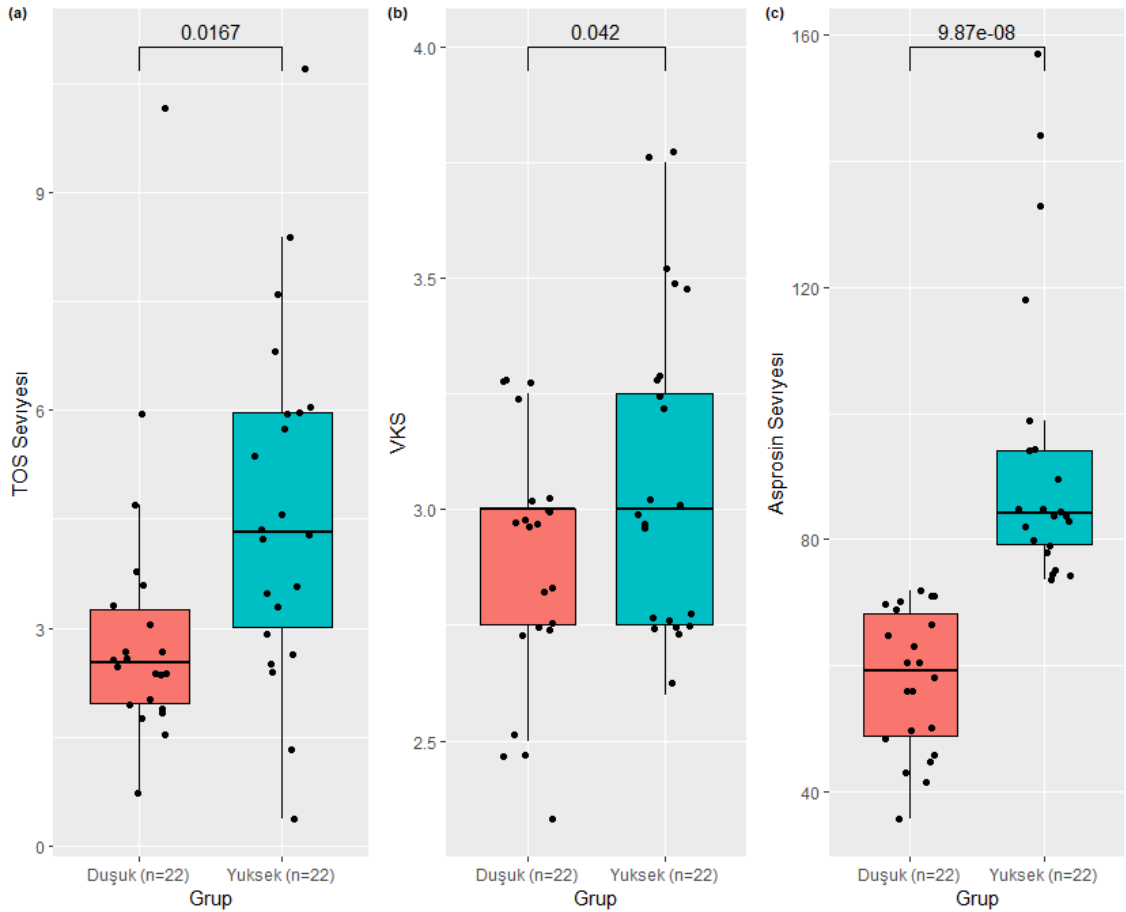 (a)
0.0167
TOS Sevıyesı
9
6
3
0
Duşuk (n=22) Yuksek (n=22)
Grup
(b)
0.042
VKS
4.0
3.5
3.0
2.5
Duşuk (n=22) Yuksek (n=22)
Grup
(c)
9.87e-08
Asprosin Sevıyesı
160
120
80
40
Duşuk (n=22) Yuksek (n=22)
Grup